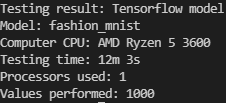 Testing result: Tensorflow model
Model: fashion_mnist
Computer CPU: AMD Ryzen 5 3600
Testing time: 12m 3s
Processors used: 1
Values performed: 1000